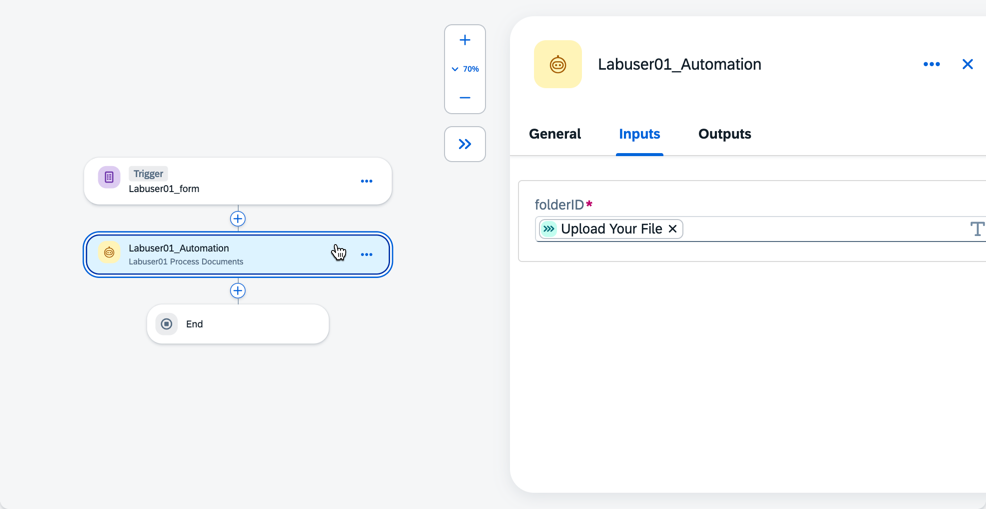 70%
Trigger
Labuser01_form
Labuser01_Automation
Labuser01 Process Documents
End
Labuser01_Automation
General Inputs Outputs
folderID*
Upload Your File
T